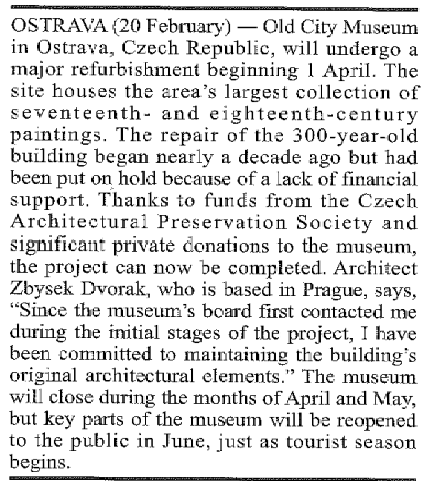 OSTRAVA (20 February) — Old City Museum
in Ostrava, Czech Republic, will undergo a
major refurbishment beginning 1 April. The
site houses the area's largest collection of
seventeenth- and eighteenth-century
paintings. The repair of the 300-year-old
building began nearly a decade ago but had
been put on hold because of a lack of financial
support. Thanks to funds from the Czech
Architectural Preservation Society and
significant private donations to the museum,
the project can now be completed. Architect
Zbysek Dvorak, who is based in Prague, says,
“Since the museum's board first contacted me
during the initial stages of the project, I have
been committed to maintaining the building's
original architectural elements.” The museum
will close during the months of April and May,
but key parts of the museum will be reopened
to the public in June, just as tourist season
begins.